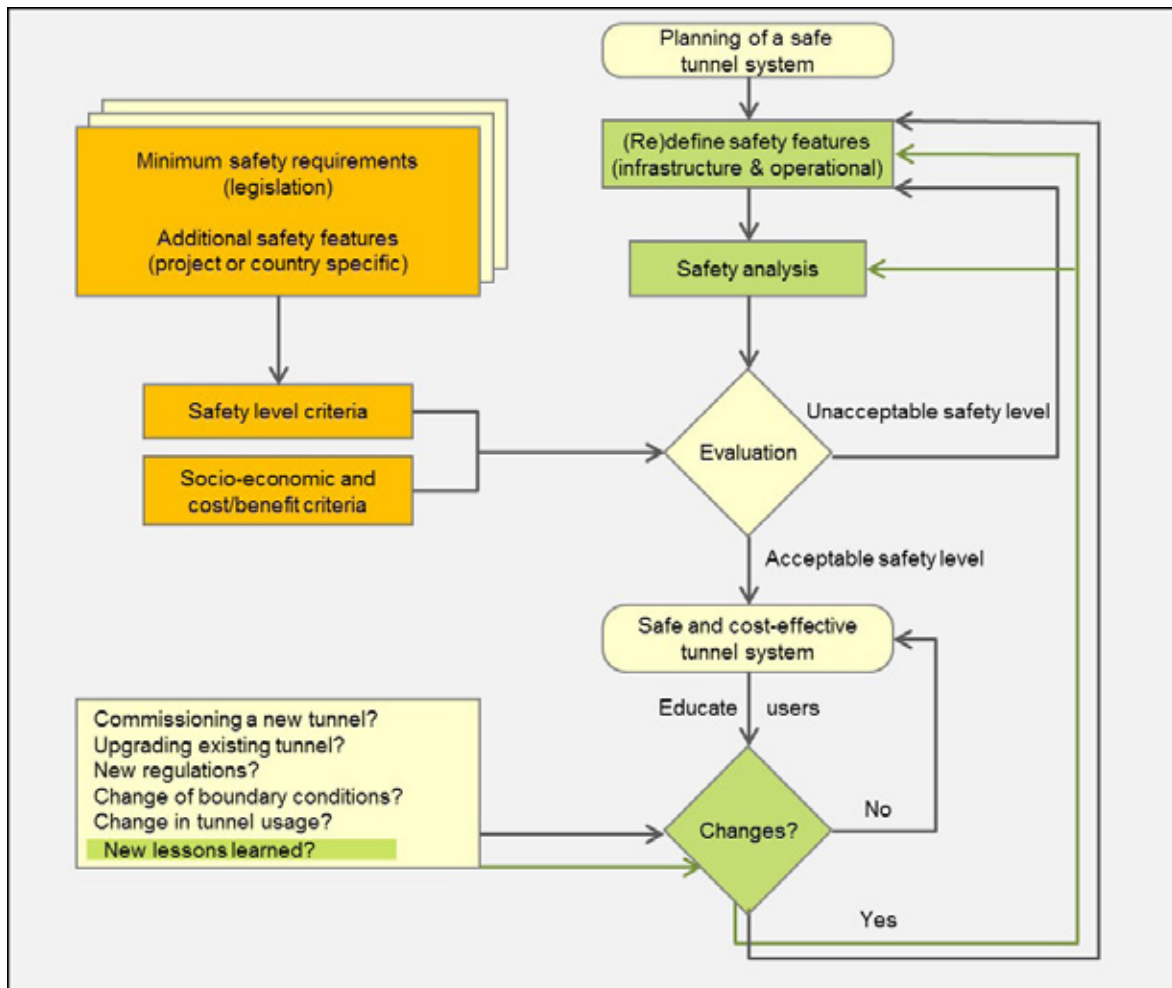 Planning of a safe
tunnel system
(Re)define safety features
(infrastructure & operational)
Minimum safety requirements
(legislation)
Additional safety features
(project or country specific)
Safety analysis
Safety level criteria
Unacceptable safety level
Evaluation
Socio-economic and
cost/benefit criteria
Acceptable safety level
Safe and cost-effective
tunnel system
Educate users
Commissioning a new tunnel?
Upgrading existing tunnel?
New regulations?
Change of boundary conditions?
Change in tunnel usage?
New lessons learned?
Changes?
No
Yes